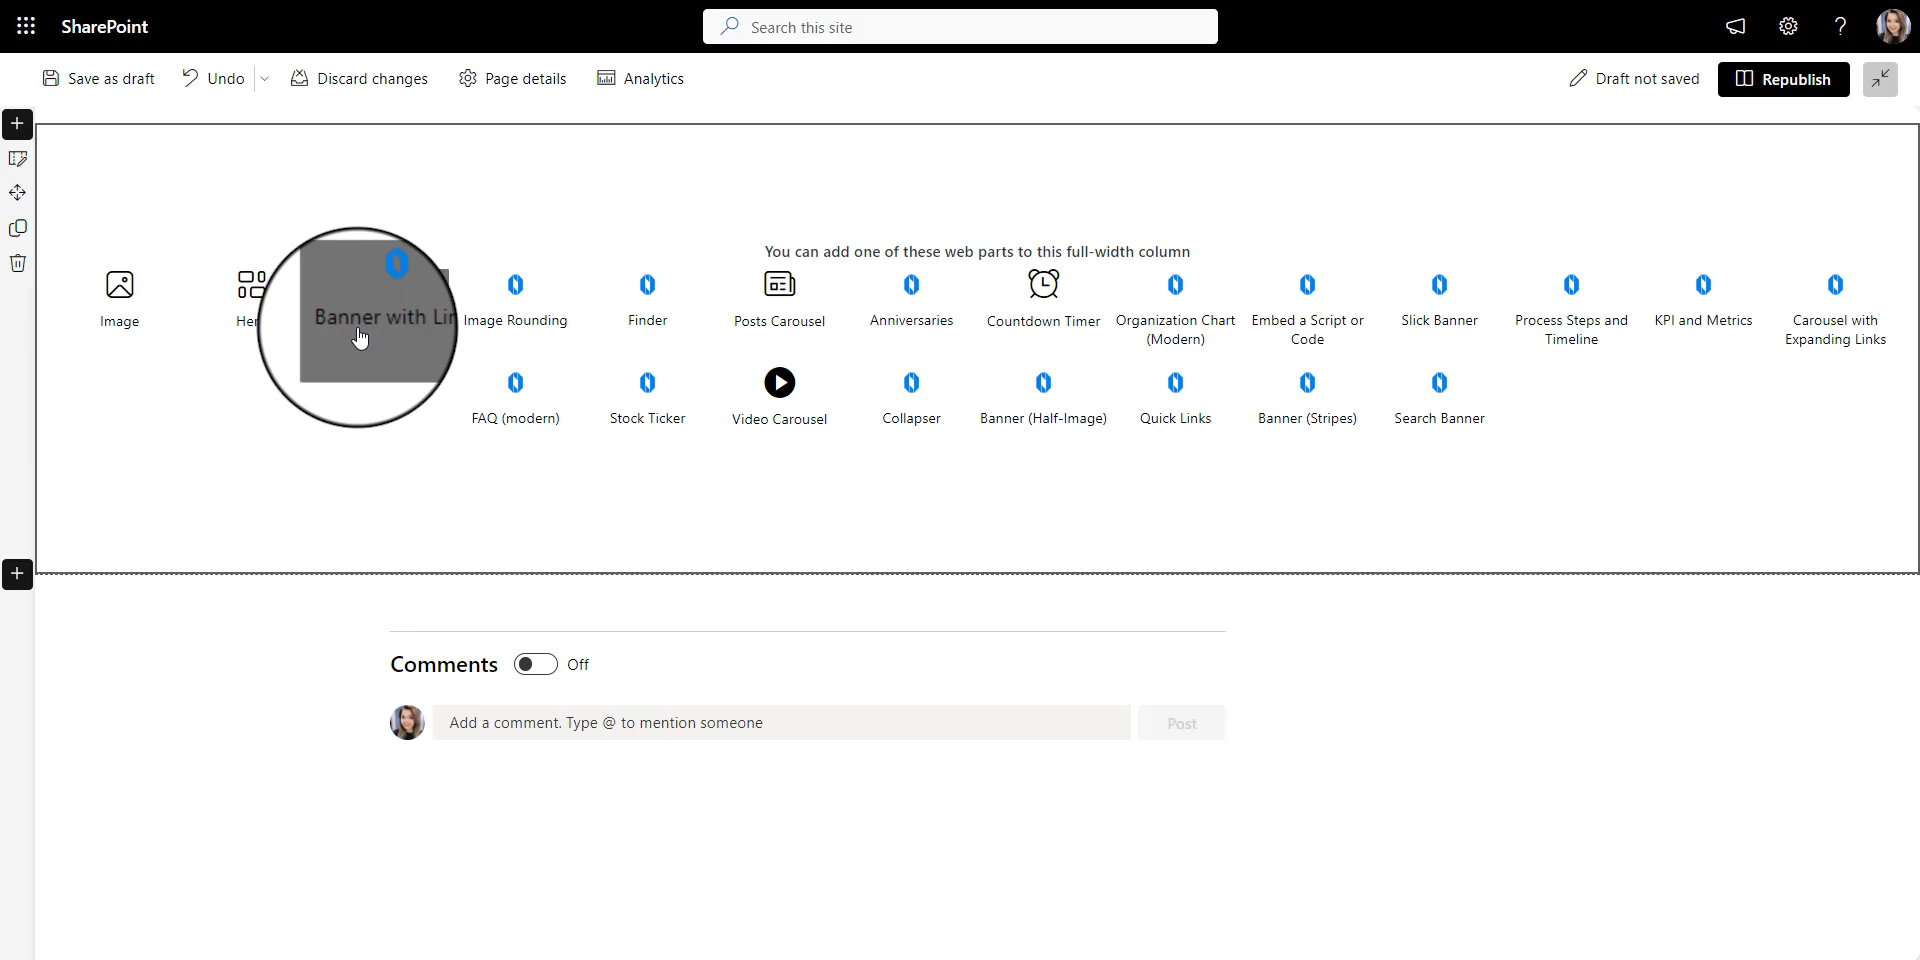 SharePoint
Search this site
Save as draft
Undo
Discard changes
Page details
Analytics
Draft not saved
Republish
You can add one of these web parts to this full-width column
Image
Banner with
Image Rounding
Finder
Posts Carousel
Anniversaries
Countdown Timer
Organization Chart
(Modern)
Embed a Script or
Code
Slick Banner
Process Steps and
Timeline
KPI and Metrics
Carousel with
Expanding Links
FAQ (modern)
Stock Ticker
Video Carousel
Collapser
Banner (Half-Image)
Quick Links
Banner (Stripes)
Search Banner
Comments
Off
Add a comment. Type @ to mention someone
Post